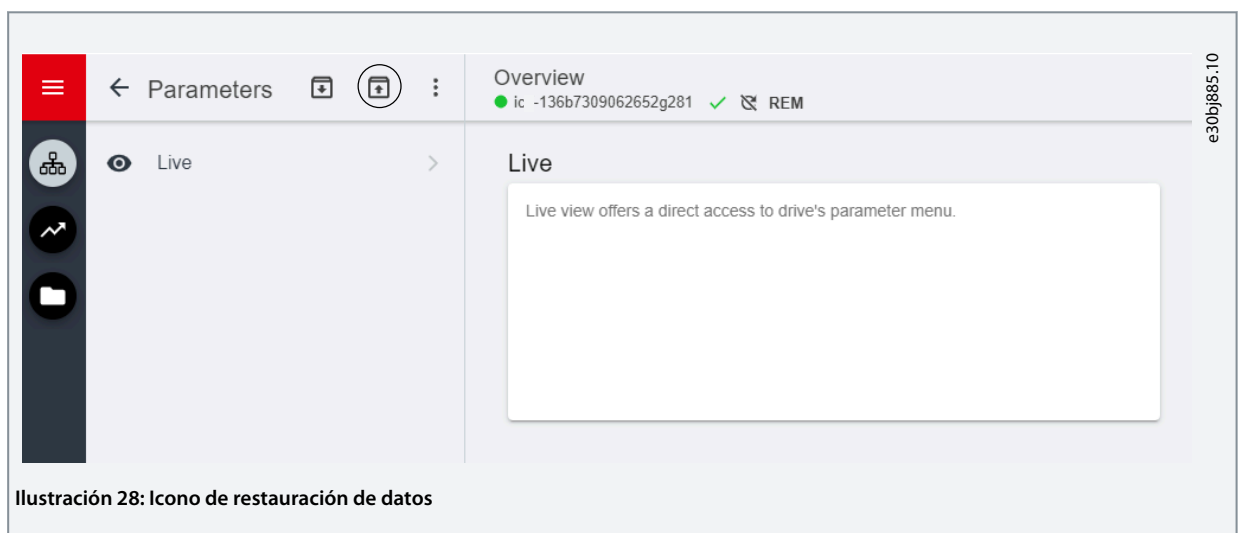 Parameters
Overview
ic -136b7309062652g281 REM
Live
Live
Live view offers a direct access to drive's parameter menu.
e30bj885.10
Ilustración 28: Icono de restauración de datos